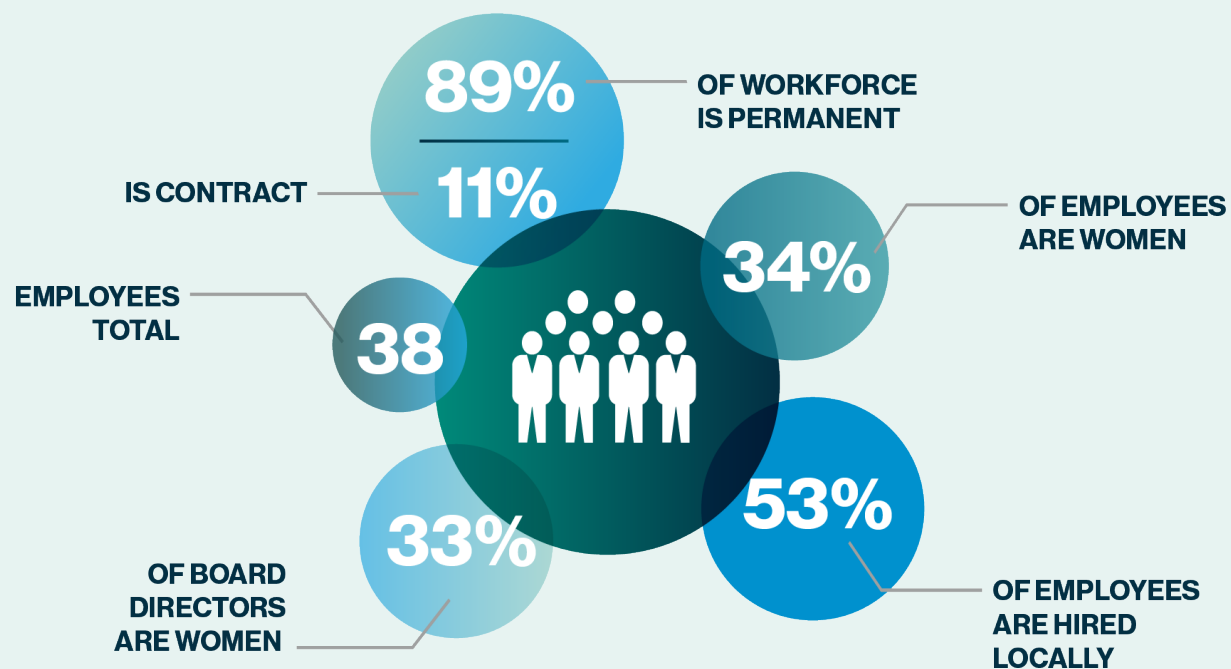 89%
OF WORKFORCE
IS PERMANENT
11%
IS CONTRACT
34%
OF EMPLOYEES
ARE WOMEN
38
EMPLOYEES
TOTAL
53%
OF EMPLOYEES
ARE HIRED
LOCALLY
33%
OF BOARD
DIRECTORS
ARE WOMEN